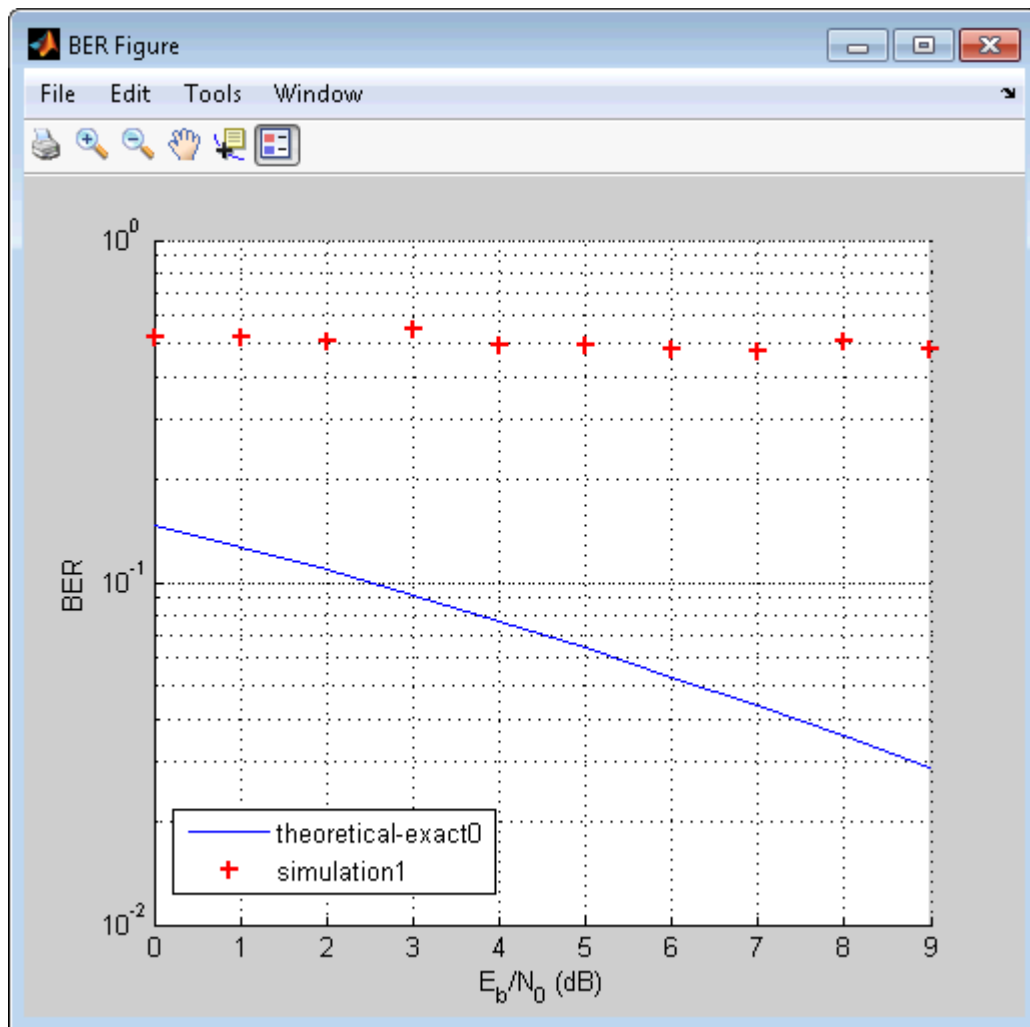 BER Figure
File Edit Tools Window
10^0
10^-1
10^-2
BER
theoretical-exact0
simulation1
0 1 2 3 4 5 6 7 8 9
E_b/N_0 (dB)